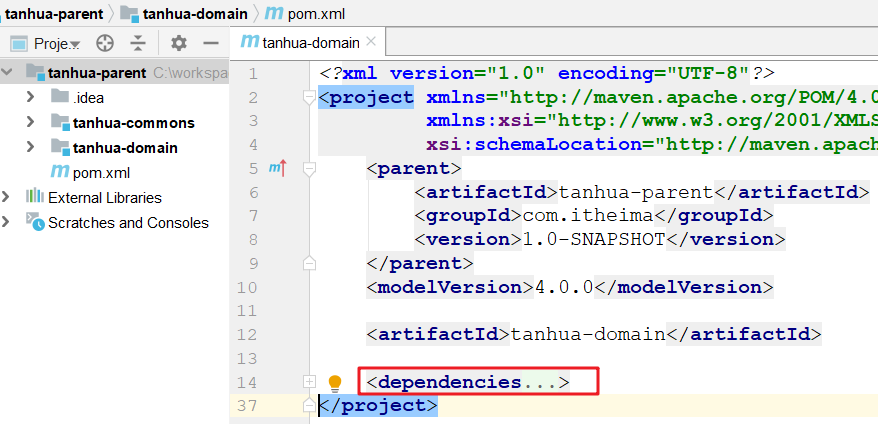 tanhua-parent tanhua-domain pom.xml
Proje
tanhua-domain
tanhua-parent C:\workspa
.idea
tanhua-commons
tanhua-domain
pom.xml
External Libraries
Scratches and Consoles
1 <?xml version="1.0" encoding="UTF-8"?>
2 <project xmlns="http://maven.apache.org/POM/4.0
3 xmlns:xsi="http://www.w3.org/2001/XMLS
4 xsi:schemaLocation="http://maven.apach
5 <parent>
6 <artifactId>tanhua-parent</artifactId>
7 <groupId>com.itheima</groupId>
8 <version>1.0-SNAPSHOT</version>
9 </parent>
10 <modelVersion>4.0.0</modelVersion>
11
12 <artifactId>tanhua-domain</artifactId>
13
14 <dependencies...>
37 </project>